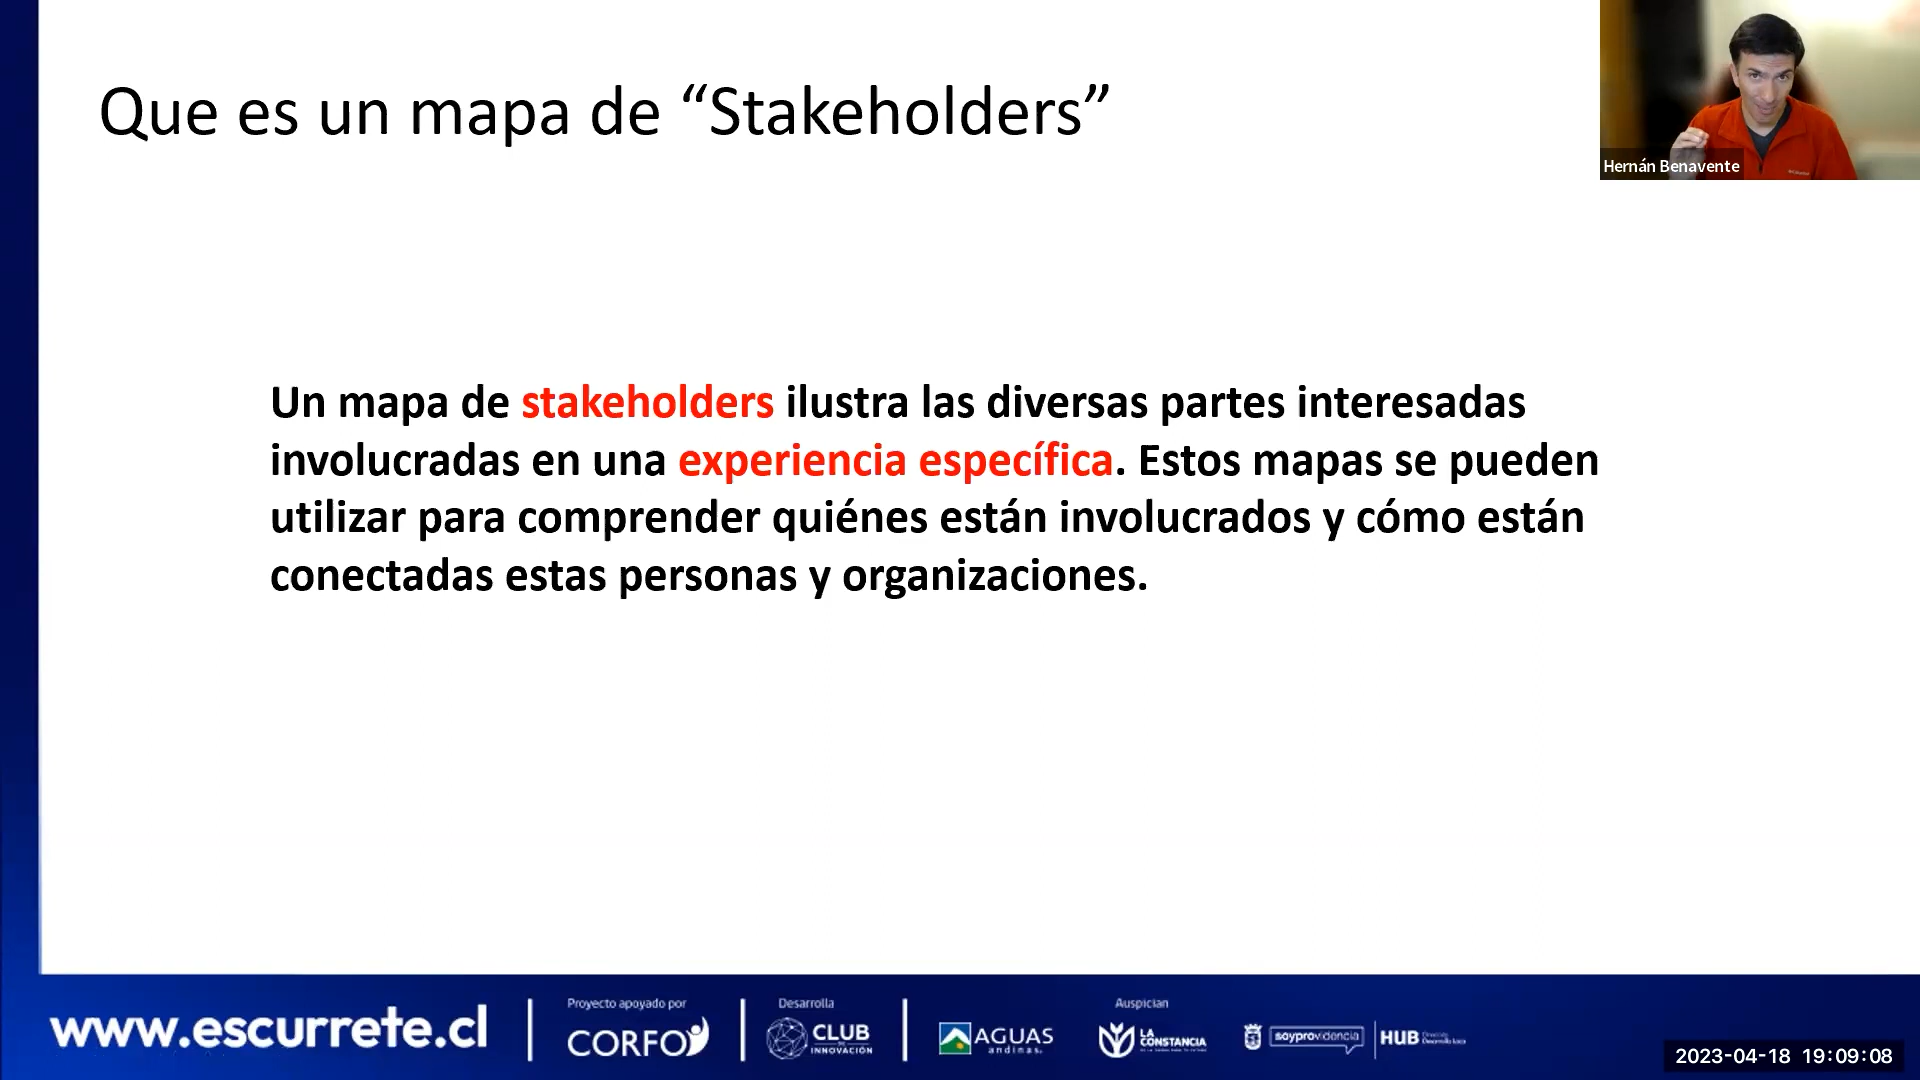 Que es un mapa de “Stakeholders”
Hernán Benavente
Un mapa de stakeholders ilustra las diversas partes interesadas
involucradas en una experiencia específica. Estos mapas se pueden
utilizar para comprender quiénes están involucrados y cómo están
conectadas estas personas y organizaciones.
www.escurrete.cl
Proyecto apoyado por
CORFO
Desarrolla
CLUB
DE
INNOVACIÓN
AGUAS
andinas.
Auspician
LA
CONSTANCIA
soyprovidencia
HUB
2023-04-18 19:09:08